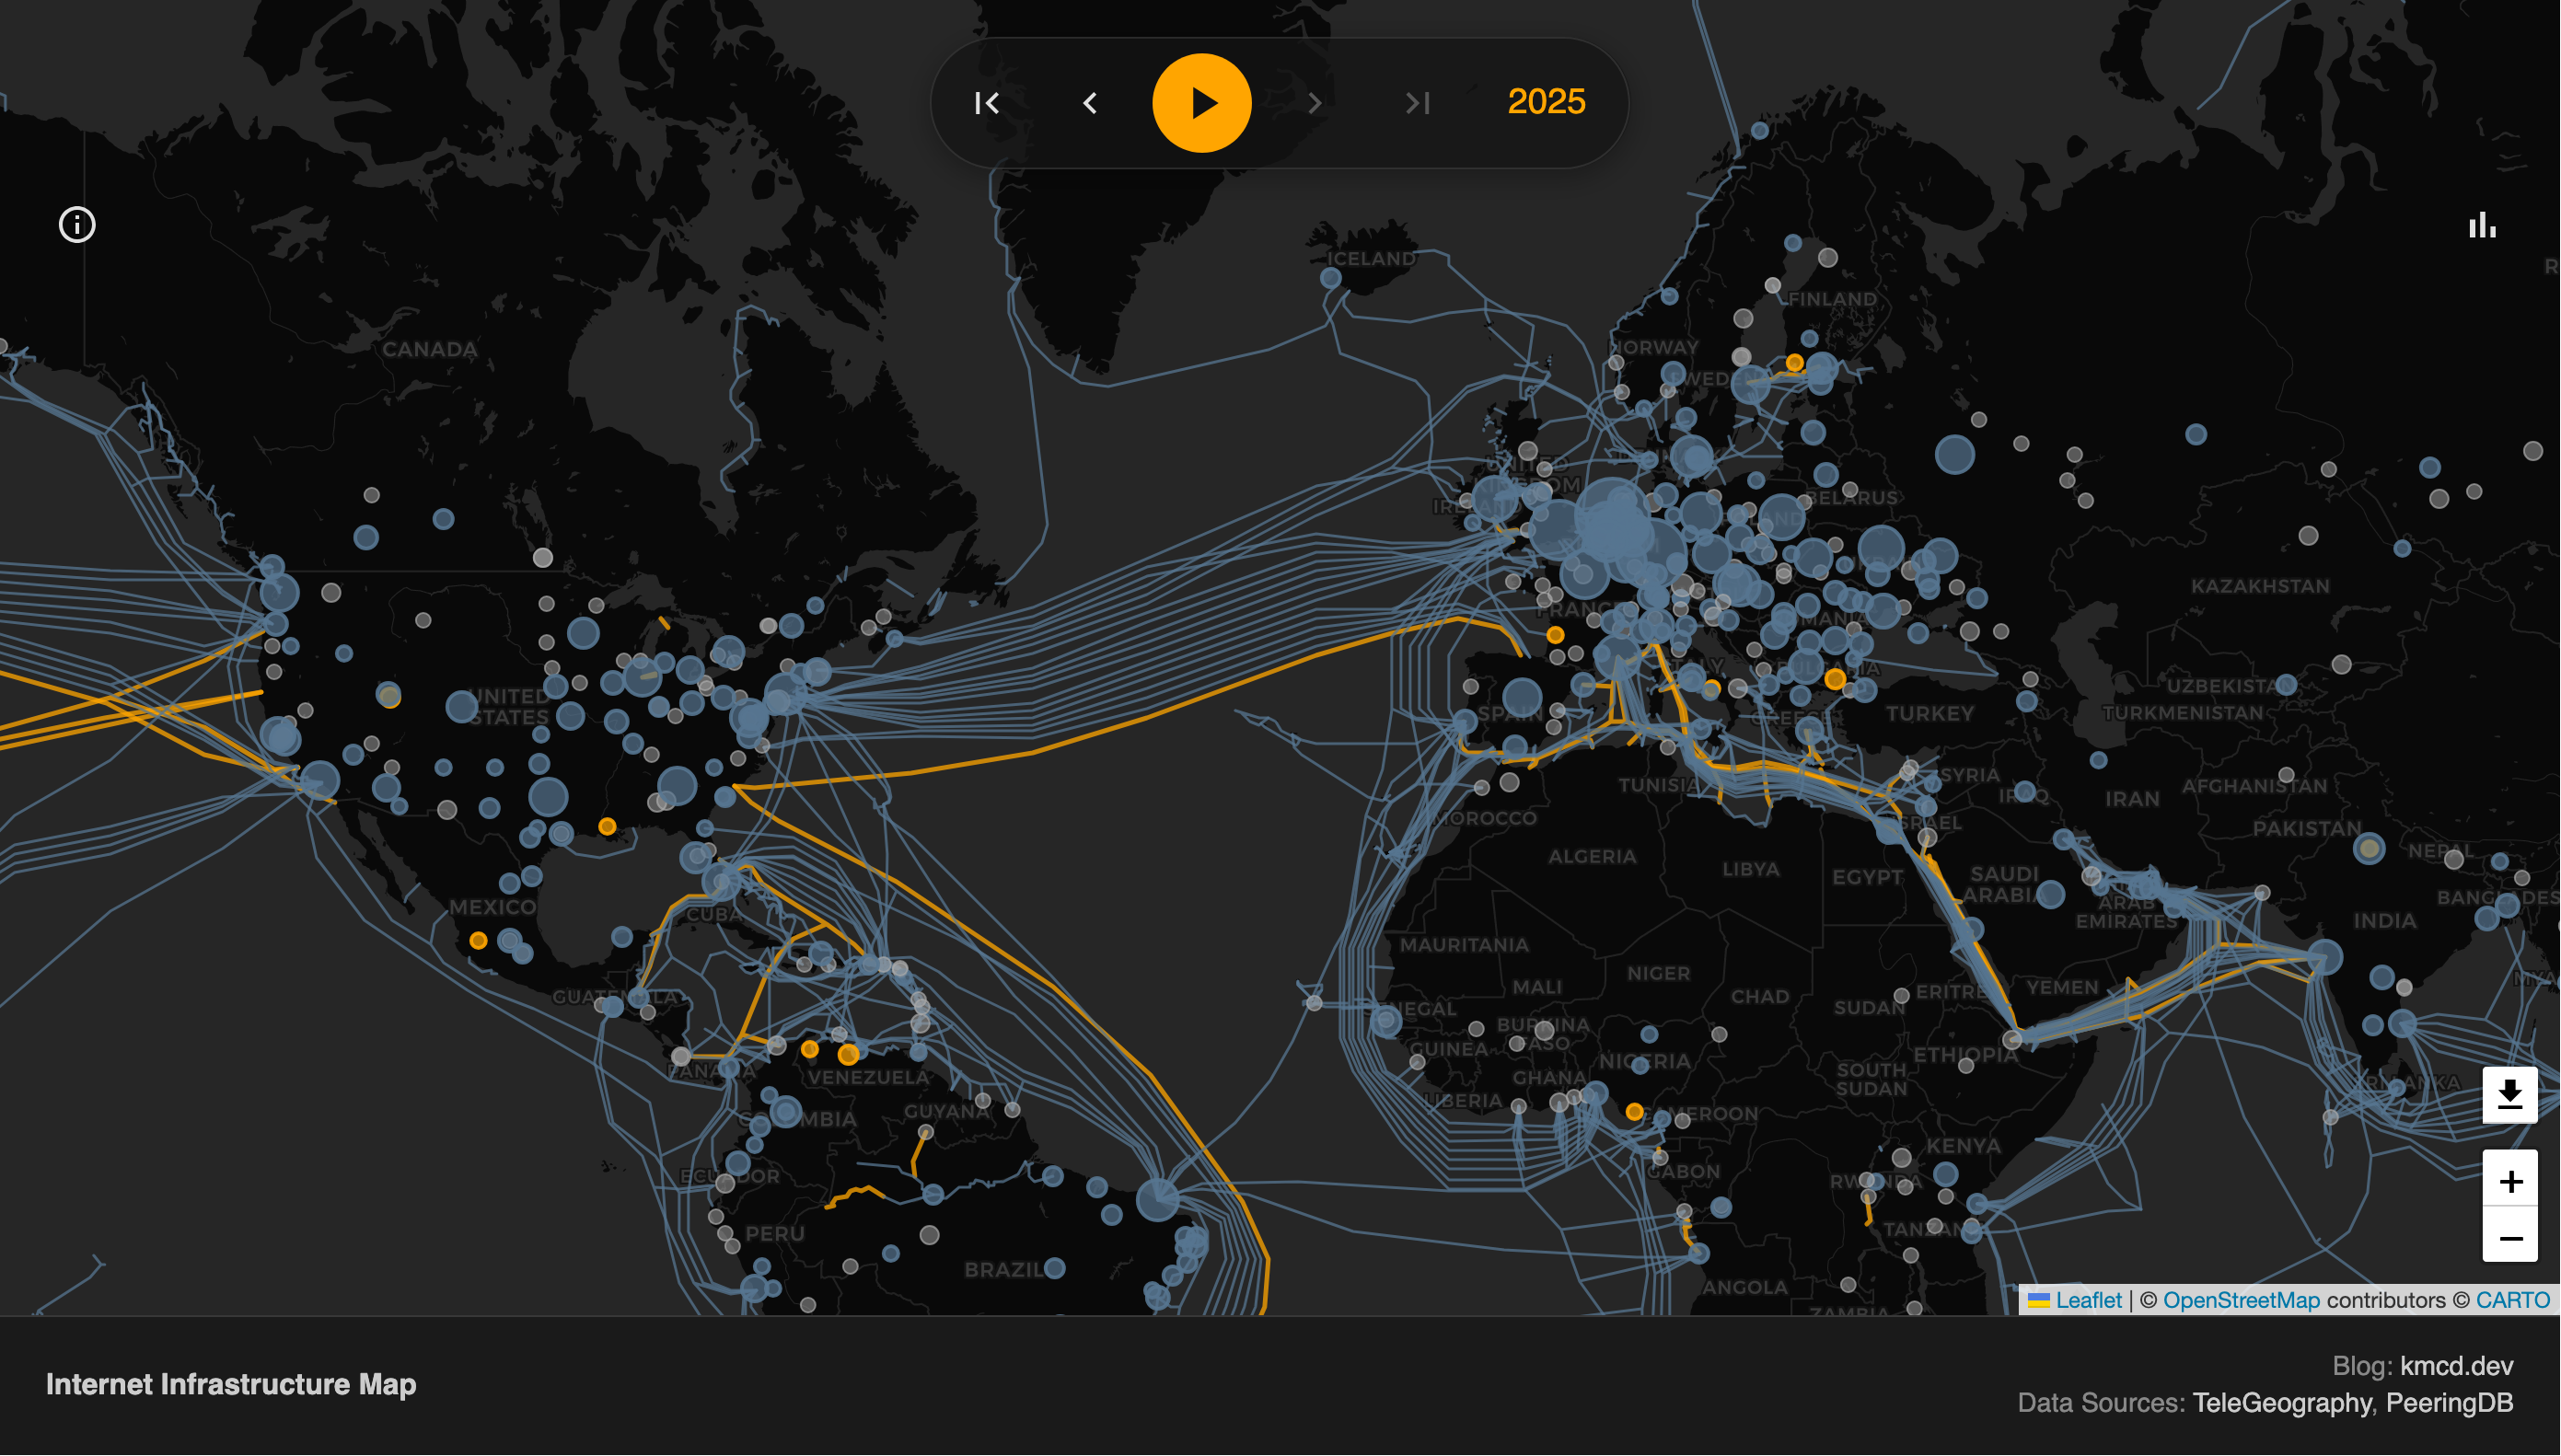 2025
ICELAND
FINLAND
NORWAY
CANADA
BELARUS
KAZAKHSTAN
FRANCE
UNITED
STATES
SPAIN
TURKEY
TURKMENISTAN
SYRIA
TUNISIA
IRAQ
IRAN
AFGHANISTAN
MOROCCO
PAKISTAN
ALGERIA
LIBYA
EGYPT
NEPAL
SAUDI
ARABIA
MEXICO
CUBA
ARAB
EMIRATES
INDIA
MAURITANIA
MALI
NIGER
CHAD
SUDAN
YEMEN
GUATEMALA
BURKINA
FASO
GUINEA
NIGERIA
ETHIOPIA
PANAMA
VENEZUELA
SOUTH
SUDAN
GHANA
LIBERIA
GUYANA
KENYA
GABON
ECUADOR
PERU
BRAZIL
ANGOLA
ZAMBIA
Leaflet | © OpenStreetMap contributors © CARTO
Internet Infrastructure Map
Blog: kmcd.dev
Data Sources: TeleGeography, PeeringDB